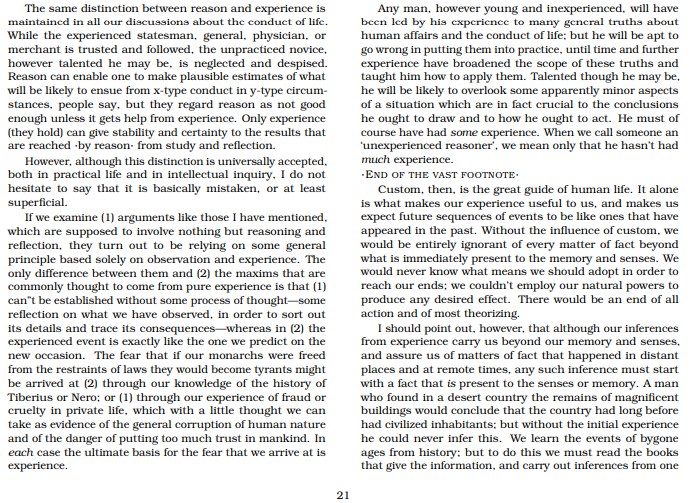 The same distinction between reason and experience is
maintained in all our discussions about the conduct of life.
While the experienced statesman, general, physician, or
merchant is trusted and followed, the unpracticed novice,
however talented he may be, is neglected and despised.
Reason can enable one to make plausible estimates of what
will be likely to ensue from x-type conduct in y-type circum-
stances, people say, but they regard reason as not good
enough unless it gets help from experience. Only experience
(they hold) can give stability and certainty to the results that
are reached ·by reason· from study and reflection.
However, although this distinction is universally accepted,
both in practical life and in intellectual inquiry, I do not
hesitate to say that it is basically mistaken, or at least
superficial.
If we examine (1) arguments like those I have mentioned,
which are supposed to involve nothing but reasoning and
reflection, they turn out to be relying on some general
principle based solely on observation and experience. The
only difference between them and (2) the maxims that are
commonly thought to come from pure experience is that (1)
can"t be established without some process of thought—some
reflection on what we have observed, in order to sort out
its details and trace its consequences—whereas in (2) the
experienced event is exactly like the one we predict on the
new occasion. The fear that if our monarchs were freed
from the restraints of laws they would become tyrants might
be arrived at (2) through our knowledge of the history of
Tiberius or Nero; or (1) through our experience of fraud or
cruelty in private life, which with a little thought we can
take as evidence of the general corruption of human nature
and of the danger of putting too much trust in mankind. In
each case the ultimate basis for the fear that we arrive at is
experience.
Any man, however young and inexperienced, will have
been led by his experience to many general truths about
human affairs and the conduct of life; but he will be apt to
go wrong in putting them into practice, until time and further
experience have broadened the scope of these truths and
taught him how to apply them. Talented though he may be,
he will be likely to overlook some apparently minor aspects
of a situation which are in fact crucial to the conclusions
he ought to draw and to how he ought to act. He must of
course have had some experience. When we call someone an
'unexperienced reasoner', we mean only that he hasn't had
much experience.
·END OF THE VAST FOOTNOTE·
Custom, then, is the great guide of human life. It alone
is what makes our experience useful to us, and makes us
expect future sequences of events to be like ones that have
appeared in the past. Without the influence of custom, we
would be entirely ignorant of every matter of fact beyond
what is immediately present to the memory and senses. We
would never know what means we should adopt in order to
reach our ends; we couldn't employ our natural powers to
produce any desired effect. There would be an end of all
action and of most theorizing.
I should point out, however, that although our inferences
from experience carry us beyond our memory and senses,
and assure us of matters of fact that happened in distant
places and at remote times, any such inference must start
with a fact that is present to the senses or memory. A man
who found in a desert country the remains of magnificent
buildings would conclude that the country had long before
had civilized inhabitants; but without the initial experience
he could never infer this. We learn the events of bygone
ages from history; but to do this we must read the books
that give the information, and carry out inferences from one
21